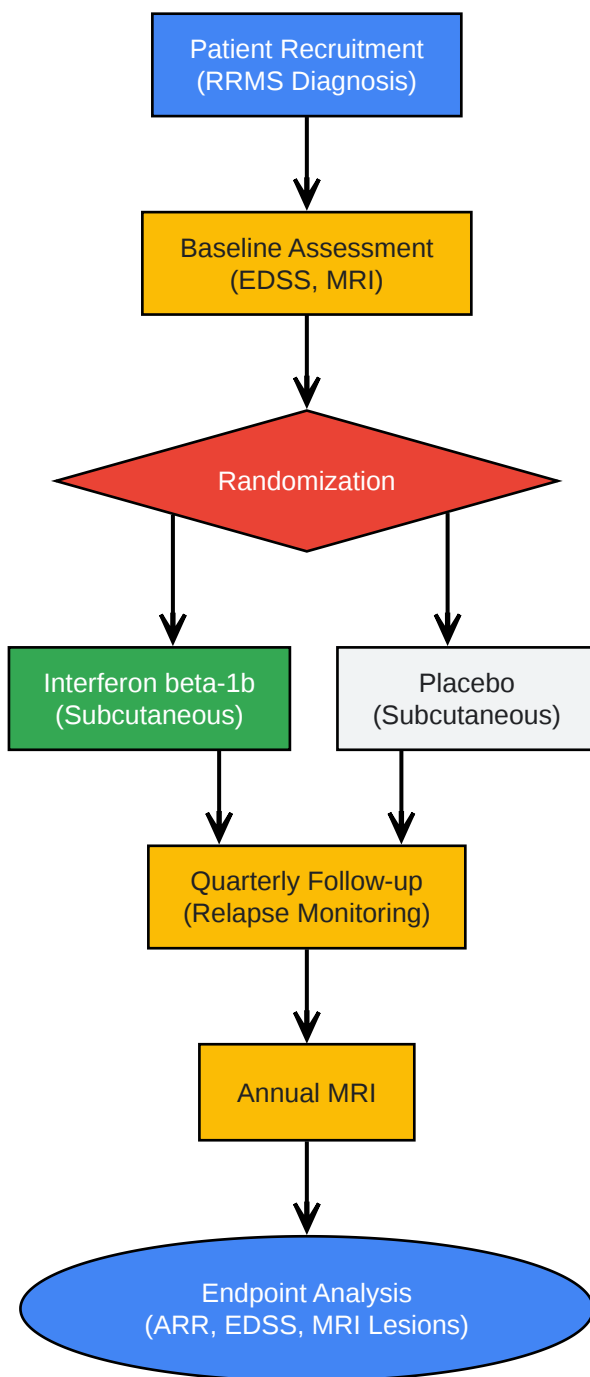 Patient Recruitment
(RRMS Diagnosis)
Baseline Assessment
(EDSS, MRI)
Randomization
Interferon beta-1b
(Subcutaneous)
Placebo
(Subcutaneous)
Quarterly Follow-up
(Relapse Monitoring)
Annual MRI
Endpoint Analysis
(ARR, EDSS, MRI Lesions)